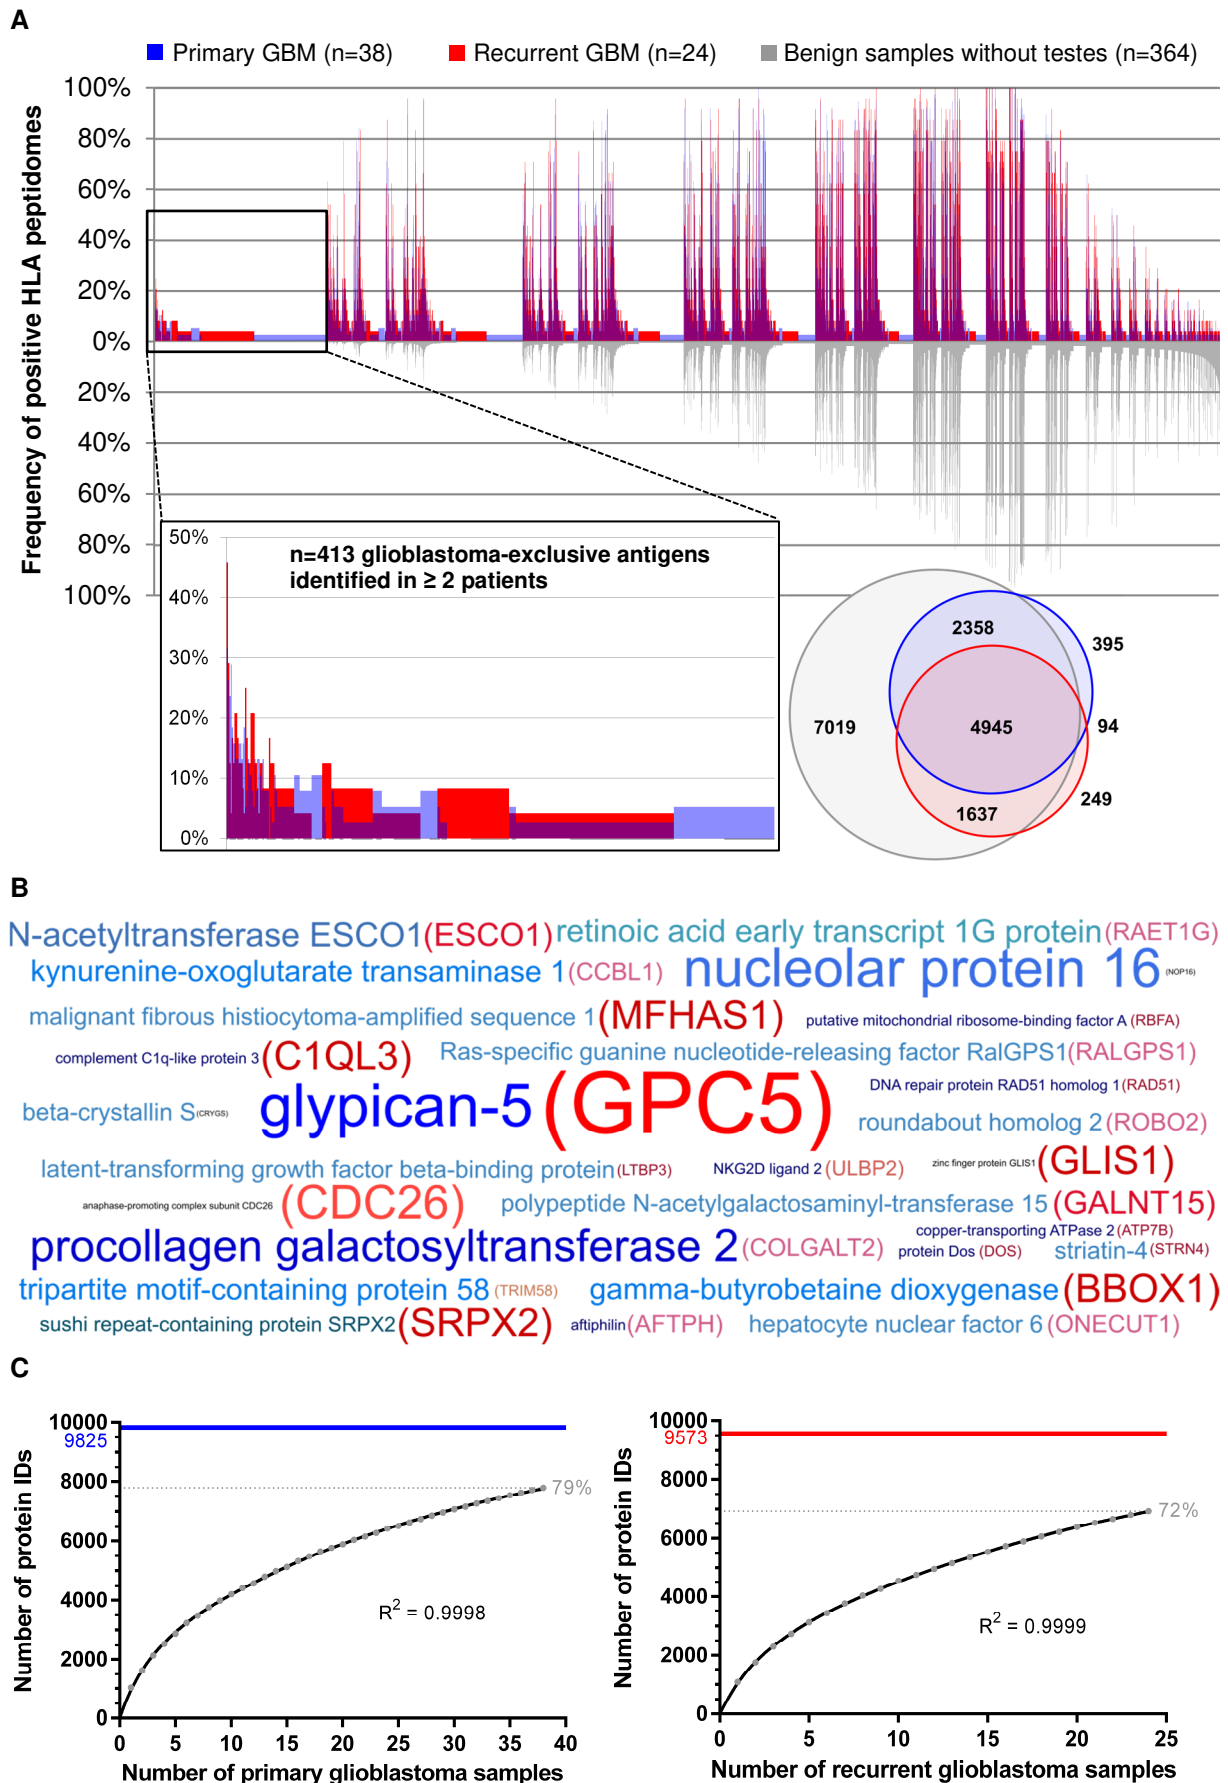 A
Primary GBM (n=38) Recurrent GBM (n=24) Benign samples without testes (n=364)
Frequency of positive HLA peptidomes
100%
80%
60%
40%
20%
0%
20%
40%
60%
80%
100%
50%
40%
30%
20%
10%
0%
n=413 glioblastoma-exclusive antigens
identified in ≥ 2 patients
2358
395
7019
4945
94
1637
249
B
N-acetyltransferase ESCO1(ESCO1) retinoic acid early transcript 1G protein(RAET1G)
kynurenine-oxoglutarate transaminase 1(CCBL1) nucleolar protein 16(NOP16)
malignant fibrous histiocytoma-amplified sequence 1(MFHAS1) putative mitochondrial ribosome-binding factor A (RBFA)
complement C1q-like protein 3(C1QL3) Ras-specific guanine nucleotide-releasing factor RalGPS1(RALGPS1)
beta-crystallin S(CRYGS) glypican-5(GPC5) DNA repair protein RAD51 homolog 1(RAD51)
roundabout homolog 2(ROBO2)
latent-transforming growth factor beta-binding protein(LTBP3) NKG2D ligand 2(ULBP2) zinc finger protein GLIS1(GLIS1)
anaphase-promoting complex subunit CDC26 (CDC26) polypeptide N-acetylgalactosaminyl-transferase 15(GALNT15)
copper-transporting ATPase 2(ATP7B)
procollagen galactosyltransferase 2(COLGALT2) protein Dos(DOS) striatin-4(STRN4)
tripartite motif-containing protein 58(TRIM58) gamma-butyrobetaine dioxygenase(BBOX1)
sushi repeat-containing protein SRPX2(SRPX2) aftiphilin(AFTPH) hepatocyte nuclear factor 6(ONECUT1)
C
Number of protein IDs
10000
9825
8000
6000
4000
2000
0
79%
R² = 0.9998
0 5 10 15 20 25 30 35 40
Number of primary glioblastoma samples
Number of protein IDs
10000
9573
8000
6000
4000
2000
0
72%
R² = 0.9999
0 5 10 15 20 25
Number of recurrent glioblastoma samples